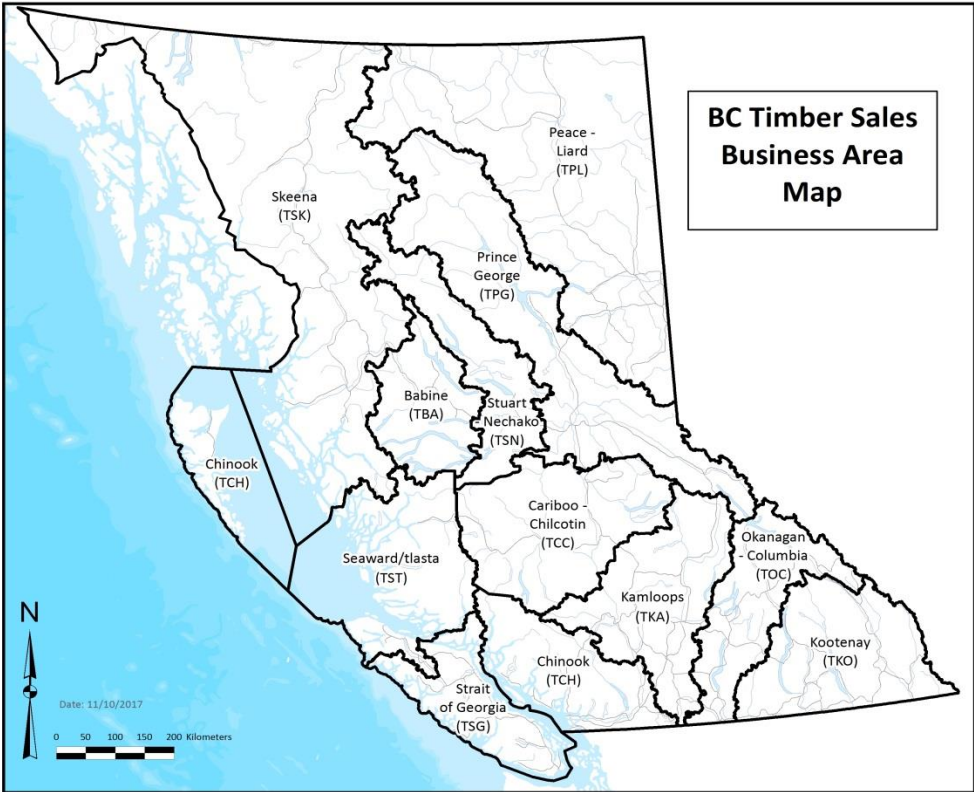 BC Timber Sales
Business Area
Map
Peace -
Liard
(TPL)
Skeena
(TSK)
Prince
George
(TPG)
Babine
(TBA)
Stuart
- Nechako
(TSN)
Chinook
(TCH)
Cariboo -
Chilcotin
(TCC)
Okanagan
- Columbia
(TOC)
Seaward/tlasta
(TST)
Kamloops
(TKA)
Kootenay
(TKO)
Chinook
(TCH)
Strait
of Georgia
(TSG)
N
Date: 11/10/2017
0 50 100 150 200 Kilometers